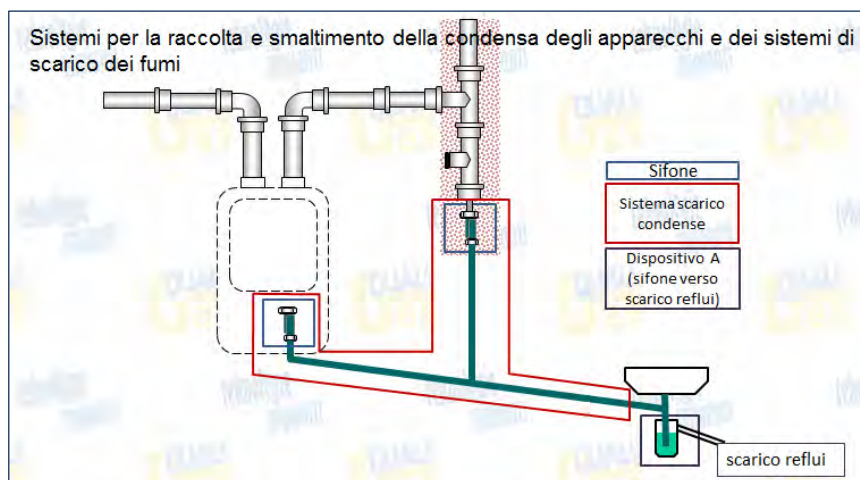 Sistemi per la raccolta e smaltimento della condensa degli apparecchi e dei sistemi di
scarico dei fumi
Sifone
Sistema scarico
condense
Dispositivo A
(sifone verso
scarico reflui)
scarico reflui